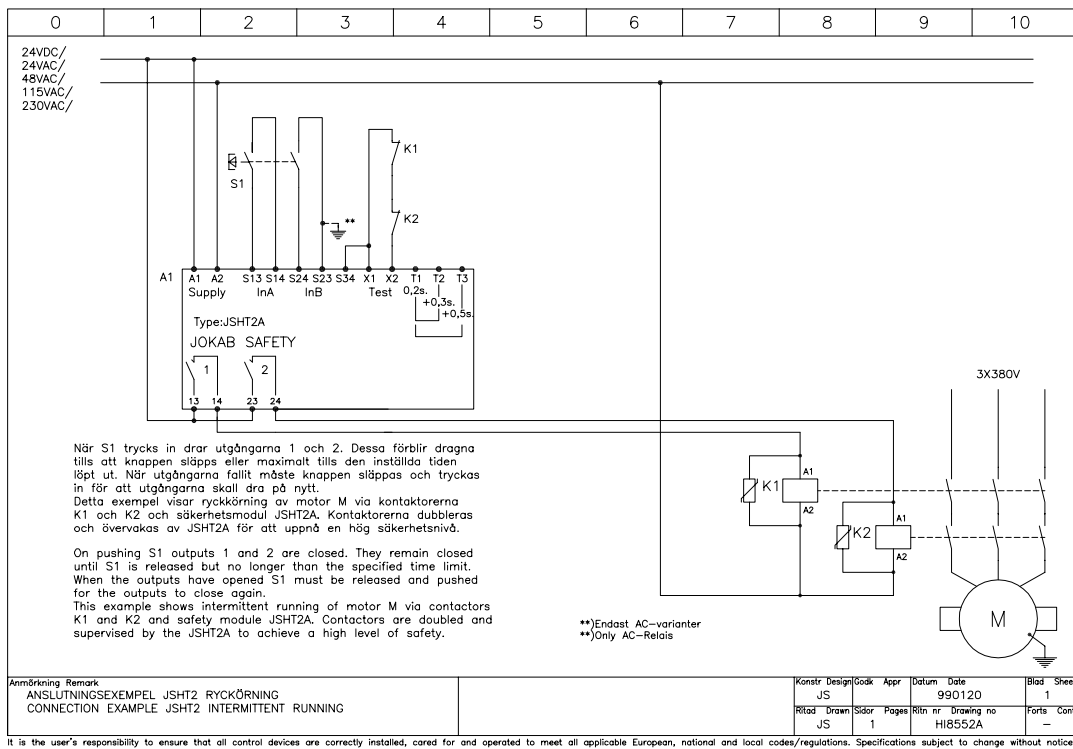 0 1 2 3 4 5 6 7 8 9 10
24VDC/
24VAC/
48VAC/
115VAC/
230VAC/
K1
S1
K2
**
A1
A1 A2 S13 S14 S24 S23 S34 X1 X2 T1 T2 T3
Supply InA InB Test 0,2s.
+0,3s.
+0,5s.
Type:JSHT2A
JOKAB SAFETY
1 2
13 14 23 24
3X380V
När S1 trycks in drar utgångarna 1 och 2. Dessa förblir dragna
tills att knappen släpps eller maximalt tills den inställda tiden
löpt ut. När utgångarna fallit måste knappen släppas och tryckas
in för att utgångarna skall dra på nytt.
Detta exempel visar ryckkörning av motor M via kontaktorerna
K1 och K2 och säkerhetsmodul JSHT2A. Kontaktorerna dubbleras
och övervakas av JSHT2A för att uppnå en hög säkerhetsnivå.
On pushing S1 outputs 1 and 2 are closed. They remain closed
until S1 is released but no longer than the specified time limit.
When the outputs have opened S1 must be released and pushed
for the outputs to close again.
This example shows intermittent running of motor M via contactors
K1 and K2 and safety module JSHT2A. Contactors are doubled and
supervised by the JSHT2A to achieve a high level of safety.
K1
A1
A2
K2
A1
A2
M
**)Endast AC-varianter
**)Only AC-Relais
Anmörkning Remark
ANSLUTNINGSEXEMPEL JSHT2 RYCKÖRNING
CONNECTION EXAMPLE JSHT2 INTERMITTENT RUNNING
Konstr Design Godk Appr Datum Date Blad Shee
JS 990120 1
Ritad Drawn Sidor Pages Ritn nr Drawing no Forts Cont
JS 1 HI8552A –
It is the user's responsibility to ensure that all control devices are correctly installed, cared for and operated to meet all applicable European, national and local codes/regulations. Specifications subject to change without notice